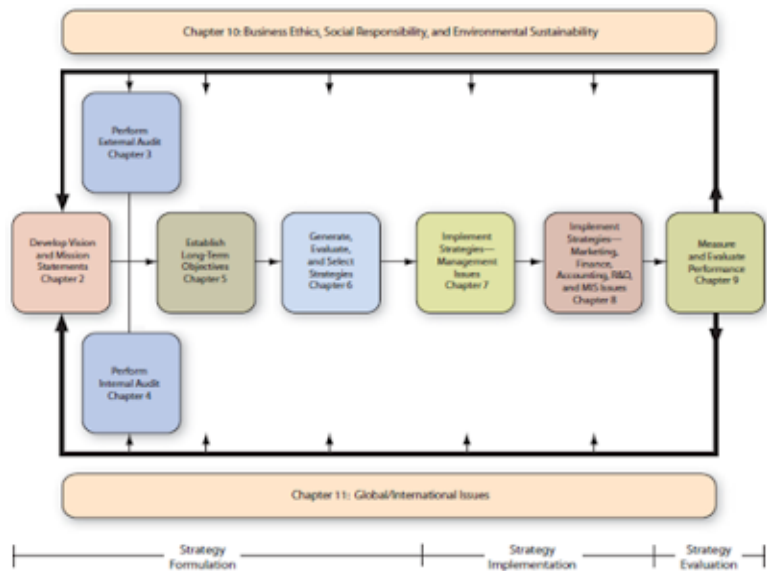 Chapter 10: Business Ethics, Social Responsibility, and Environmental Sustainability
Perform
External Audit
Chapter 3
Develop Vision
and Mission
Statements
Chapter 2
Establish
Long-Term
Objectives
Chapter 5
Generate,
Evaluate,
and Select
Strategies
Chapter 6
Implement
Strategies—
Management
Issues
Chapter 7
Implement
Strategies—
Marketing,
Finance,
Accounting, R&D,
and MIS Issues
Chapter 8
Measure
and Evaluate
Performance
Chapter 9
Perform
Internal Audit
Chapter 4
Chapter 11: Global/International Issues
Strategy
Formulation
Strategy
Implementation
Strategy
Evaluation